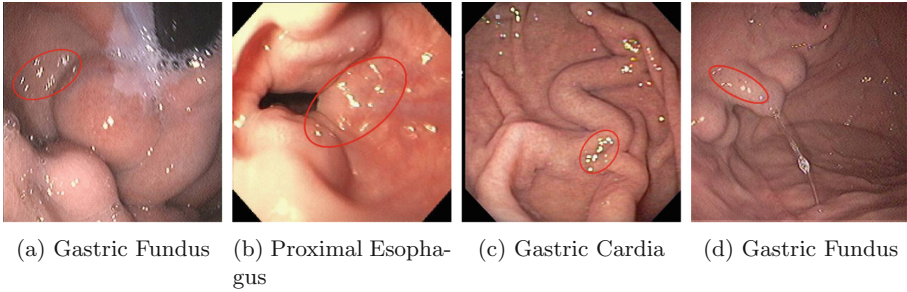 (a) Gastric Fundus
(b) Proximal Esopha-
gus
(c) Gastric Cardia
(d) Gastric Fundus